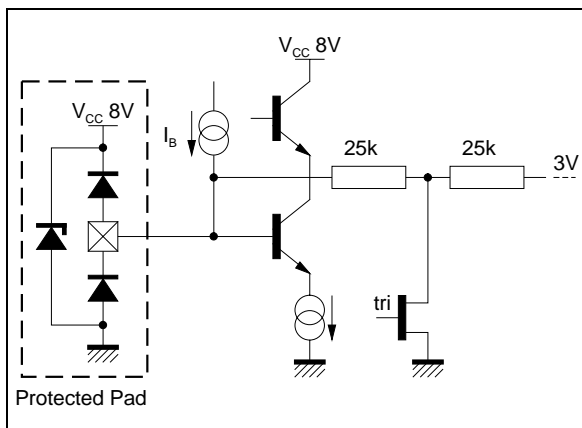 V_CC 8V
V_CC 8V
I_B
25k
25k
3V
tri
Protected Pad